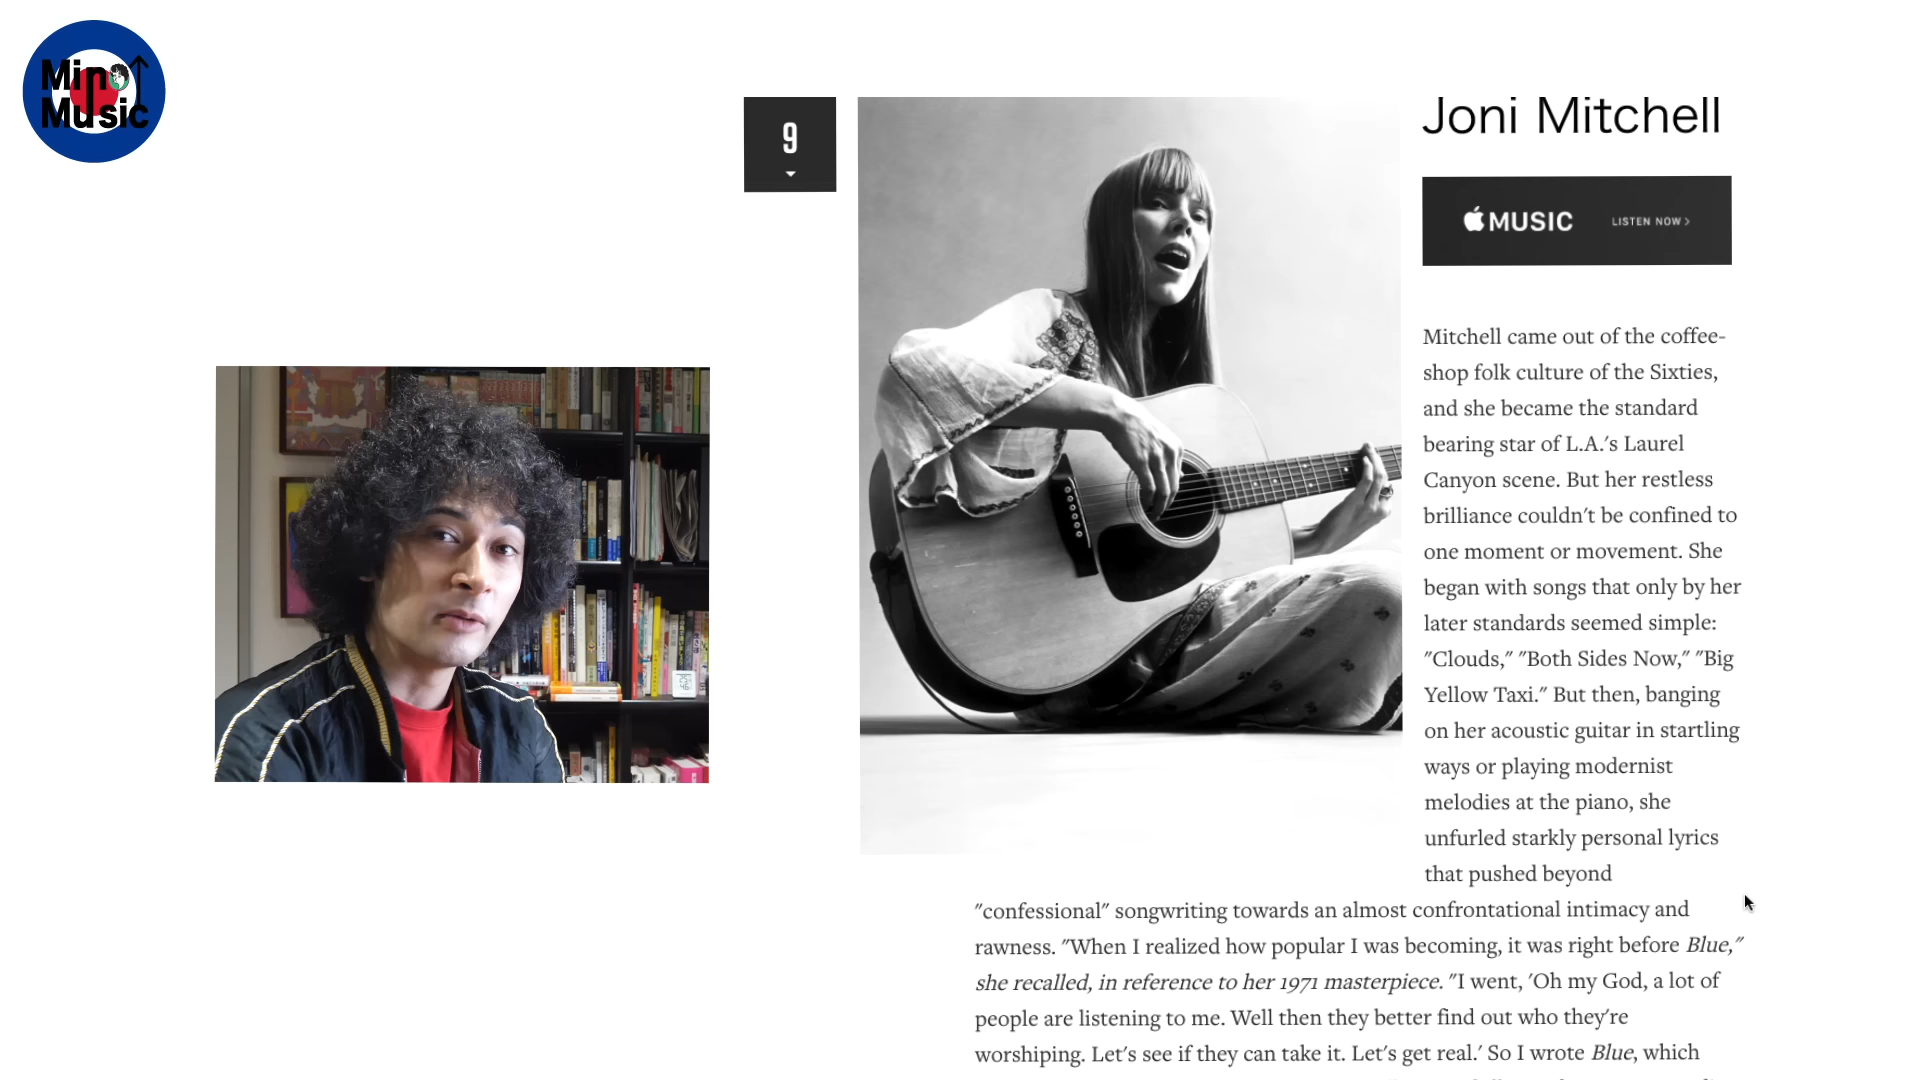 Min
Music
9
Joni Mitchell
MUSIC LISTEN NOW >
Mitchell came out of the coffee-
shop folk culture of the Sixties,
and she became the standard
bearing star of L.A.'s Laurel
Canyon scene. But her restless
brilliance couldn't be confined to
one moment or movement. She
began with songs that only by her
later standards seemed simple:
"Clouds," "Both Sides Now," "Big
Yellow Taxi." But then, banging
on her acoustic guitar in startling
ways or playing modernist
melodies at the piano, she
unfurled starkly personal lyrics
that pushed beyond
"confessional" songwriting towards an almost confrontational intimacy and
rawness. "When I realized how popular I was becoming, it was right before Blue,"
she recalled, in reference to her 1971 masterpiece. "I went, 'Oh my God, a lot of
people are listening to me. Well then they better find out who they're
worshiping. Let's see if they can take it. Let's get real.' So I wrote Blue, which